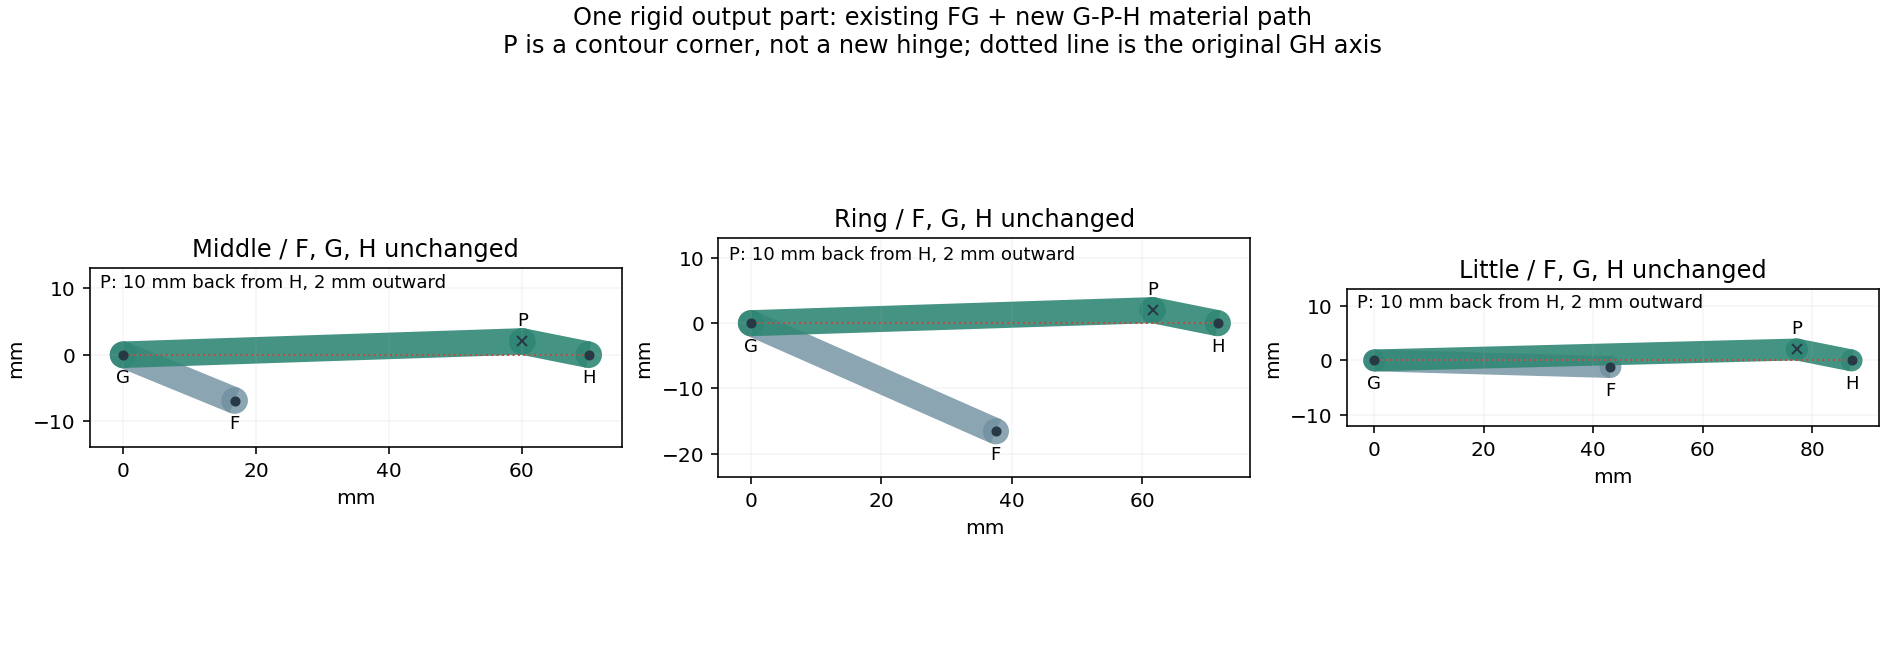 One rigid output part: existing FG + new G-P-H material path
P is a contour corner, not a new hinge; dotted line is the original GH axis
Middle / F, G, H unchanged
P: 10 mm back from H, 2 mm outward
10
0
−10
mm
P
G
H
F
0
20
40
60
mm
Ring / F, G, H unchanged
P: 10 mm back from H, 2 mm outward
10
0
−10
−20
mm
P
G
H
F
0
20
40
60
mm
Little / F, G, H unchanged
P: 10 mm back from H, 2 mm outward
10
0
−10
mm
P
G
H
F
0
20
40
60
80
mm